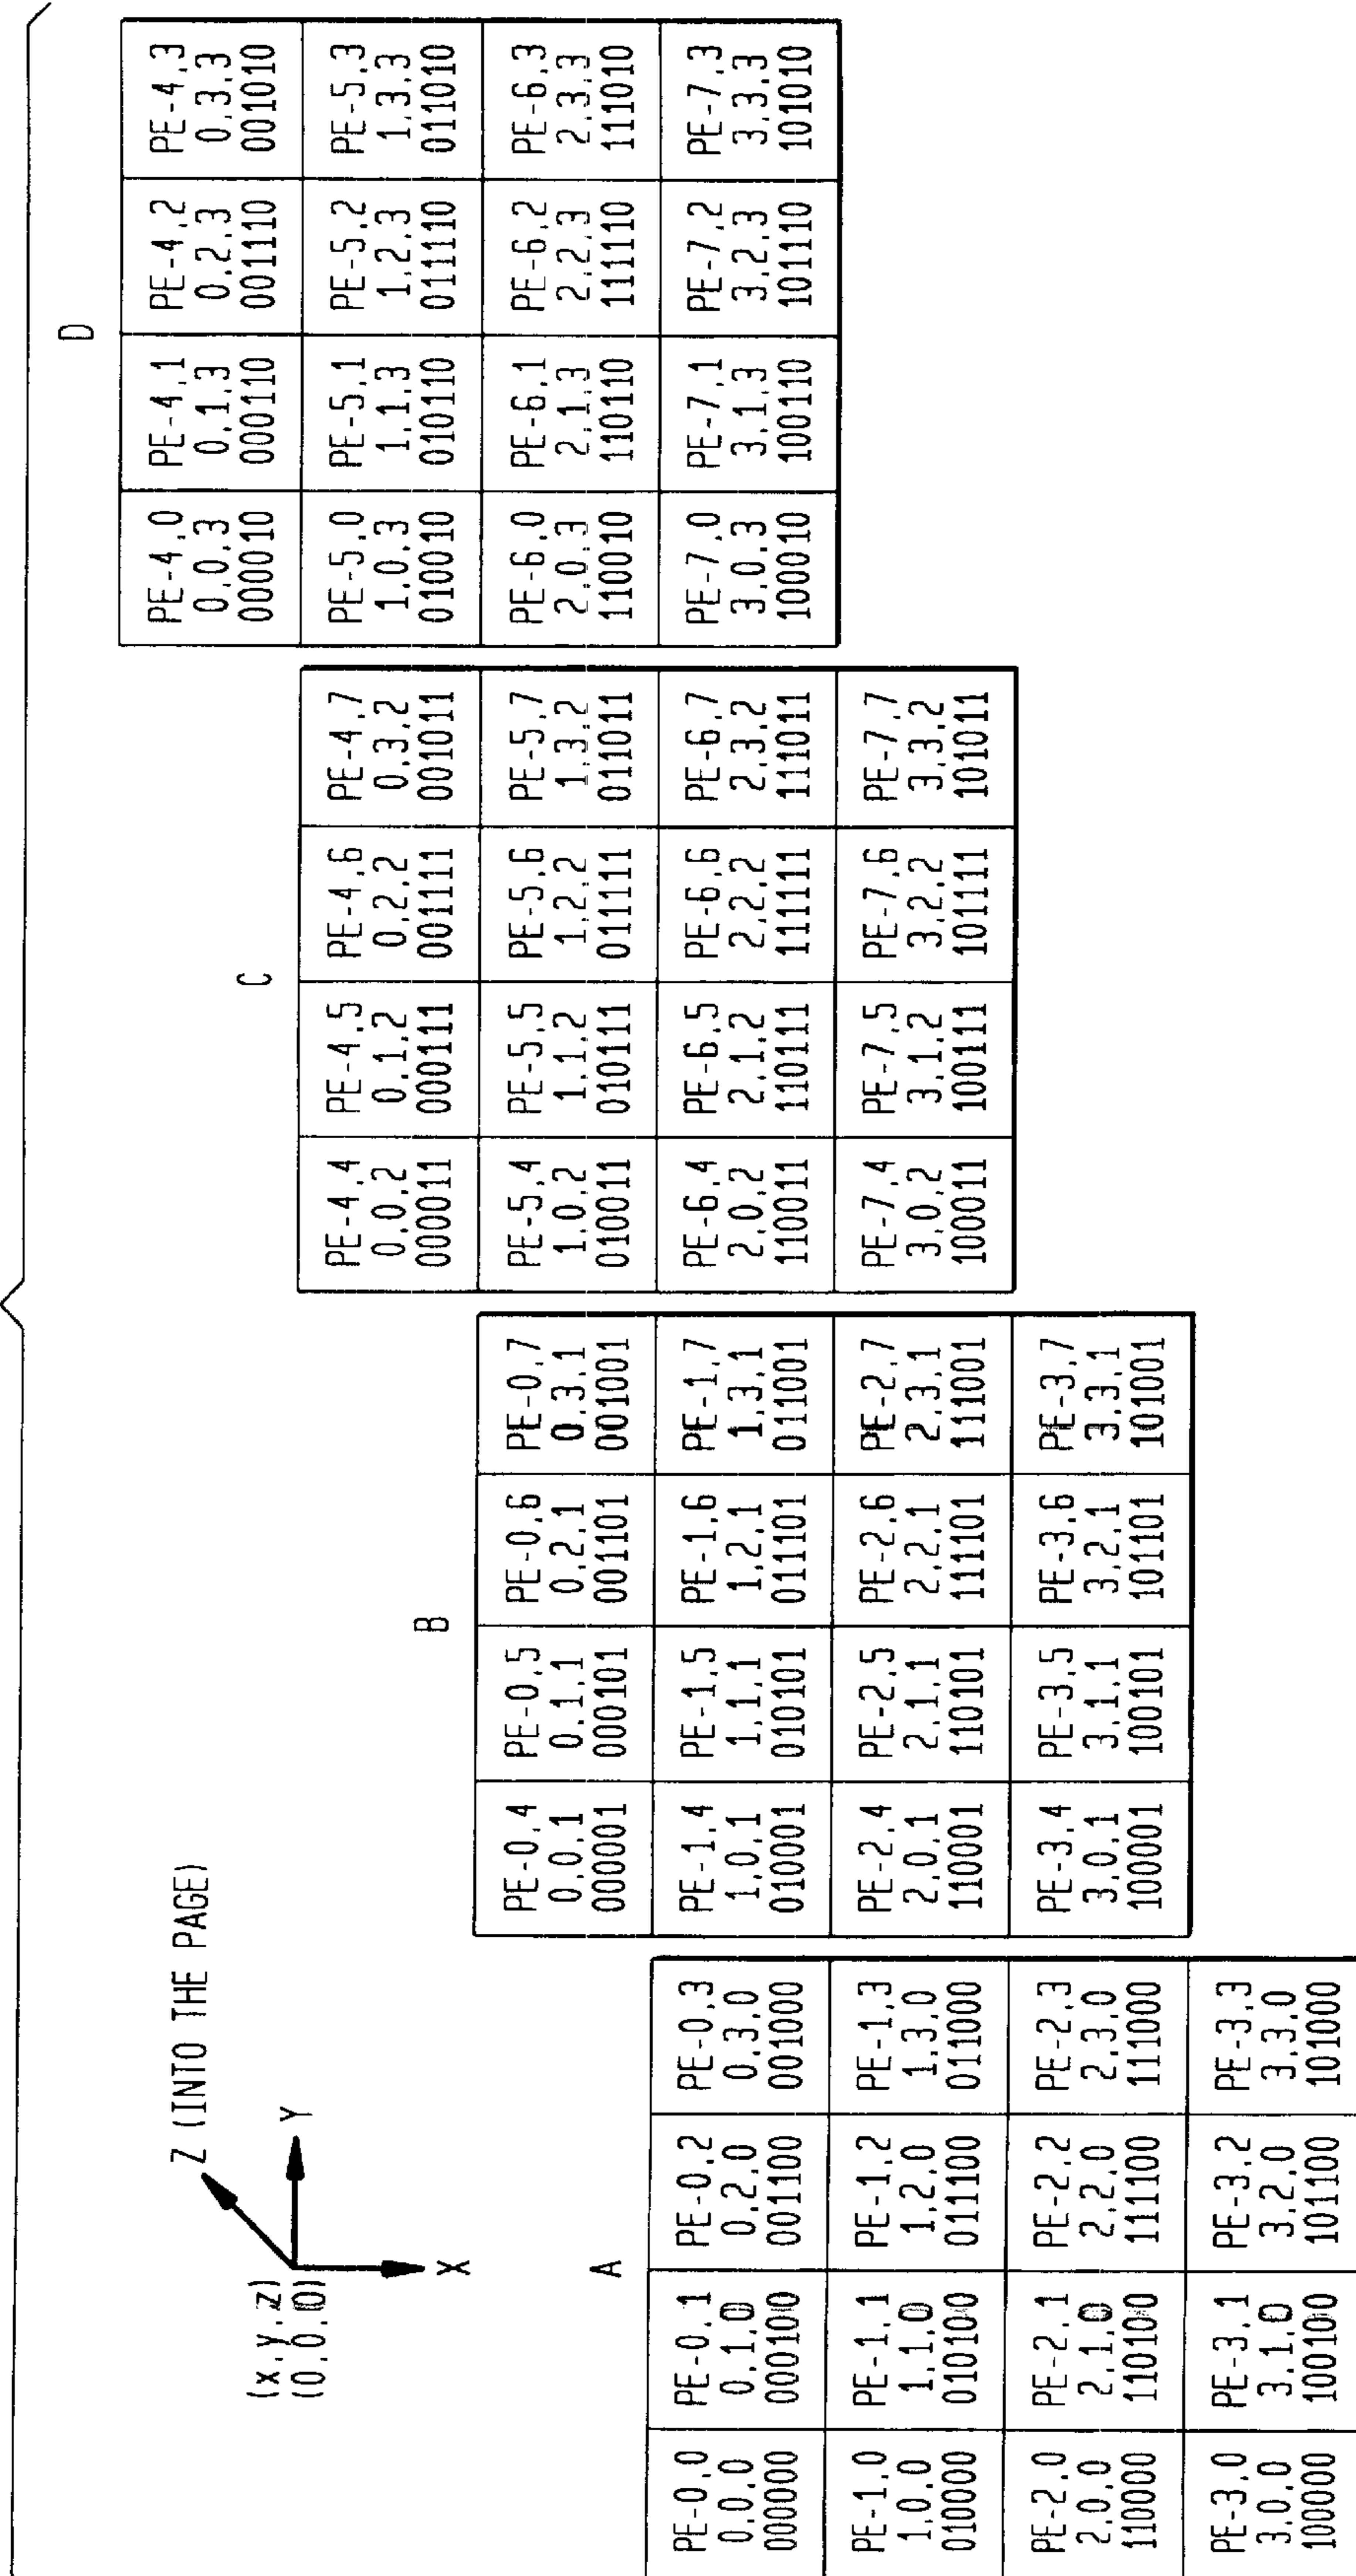 Z (INTO THE PAGE)
(x,y,z)
(0,0,0)
Y
X
A
PE-0,0 PE-0,1 PE-0,2 PE-0,3
0,0,0 0,1,0 0,2,0 0,3,0
000000 000100 001100 001000
PE-1,0 PE-1,1 PE-1,2 PE-1,3
1,0,0 1,1,0 1,2,0 1,3,0
010000 010100 011100 011000
PE-2,0 PE-2,1 PE-2,2 PE-2,3
2,0,0 2,1,0 2,2,0 2,3,0
110000 110100 111100 111000
PE-3,0 PE-3,1 PE-3,2 PE-3,3
3,0,0 3,1,0 3,2,0 3,3,0
100000 100100 101100 101000
B
PE-0,4 PE-0,5 PE-0,6 PE-0,7
0,0,1 0,1,1 0,2,1 0,3,1
000001 000101 001101 001001
PE-1,4 PE-1,5 PE-1,6 PE-1,7
1,0,1 1,1,1 1,2,1 1,3,1
010001 010101 011101 011001
PE-2,4 PE-2,5 PE-2,6 PE-2,7
2,0,1 2,1,1 2,2,1 2,3,1
110001 110101 111101 111001
PE-3,4 PE-3,5 PE-3,6 PE-3,7
3,0,1 3,1,1 3,2,1 3,3,1
100001 100101 101101 101001
C
PE-4,4 PE-4,5 PE-4,6 PE-4,7
0,0,2 0,1,2 0,2,2 0,3,2
000011 000111 001111 001011
PE-5,4 PE-5,5 PE-5,6 PE-5,7
1,0,2 1,1,2 1,2,2 1,3,2
010011 010111 011111 011011
PE-6,4 PE-6,5 PE-6,6 PE-6,7
2,0,2 2,1,2 2,2,2 2,3,2
110011 110111 111111 111011
PE-7,4 PE-7,5 PE-7,6 PE-7,7
3,0,2 3,1,2 3,2,2 3,3,2
100011 100111 101111 101011
D
PE-4,0 PE-4,1 PE-4,2 PE-4,3
0,0,3 0,1,3 0,2,3 0,3,3
000010 000110 001110 001010
PE-5,0 PE-5,1 PE-5,2 PE-5,3
1,0,3 1,1,3 1,2,3 1,3,3
010010 010110 011110 011010
PE-6,0 PE-6,1 PE-6,2 PE-6,3
2,0,3 2,1,3 2,2,3 2,3,3
110010 110110 111110 111010
PE-7,0 PE-7,1 PE-7,2 PE-7,3
3,0,3 3,1,3 3,2,3 3,3,3
100010 100110 101110 101010